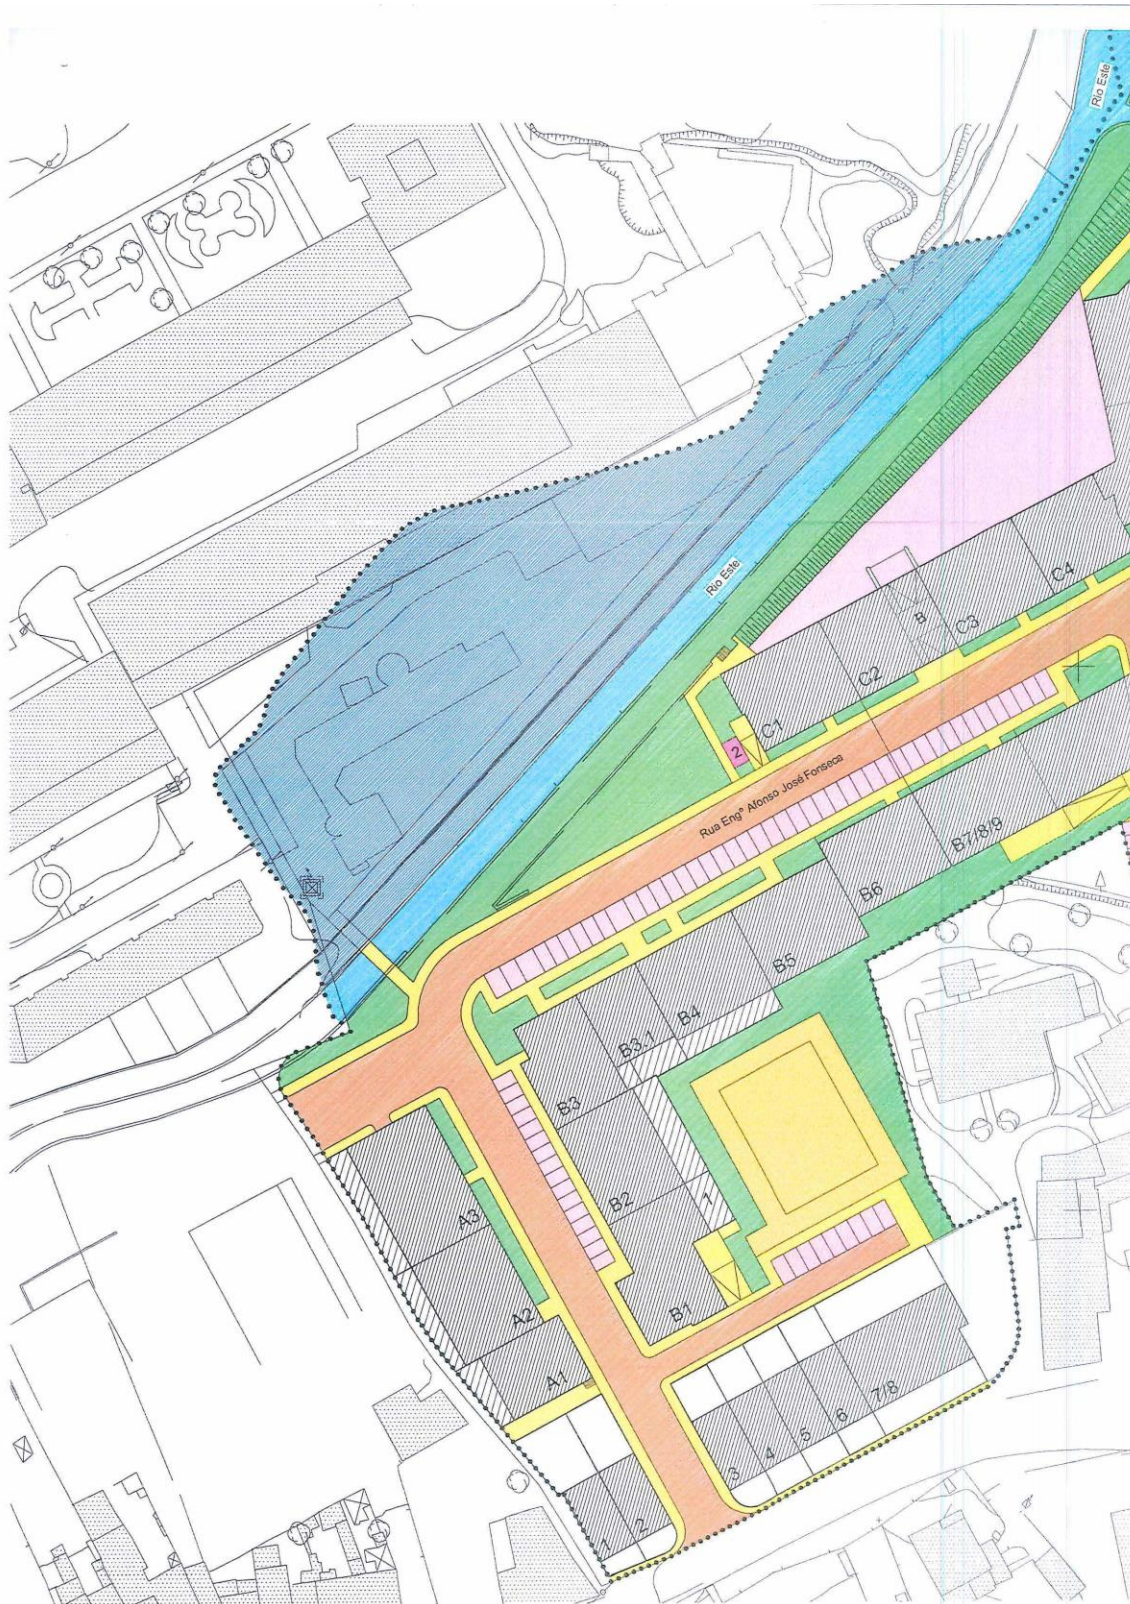 Rio Este
Rio Este
C4
B
C3
C2
C1
2
Rua Engº Afonso José Fonseca
B7/8/9
B6
B5
B4
B3.1
B3
B2
1
B1
A3
A2
A1
7/8
6
5
4
3
2
1